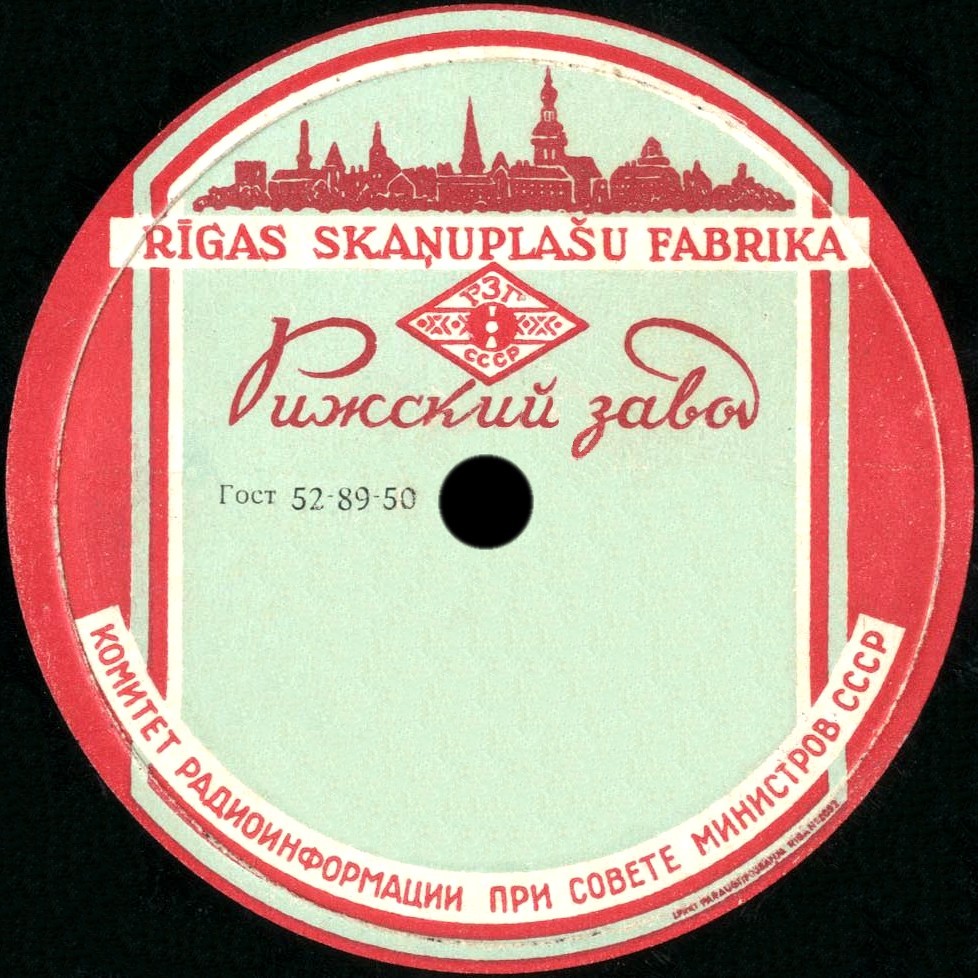 RĪGAS SKAŅUPLAŠU FABRIKA
РЗГ
СССР
Рижский завод
Гост 52-89-50
КОМИТЕТ РАДИОИНФОРМАЦИИ ПРИ СОВЕТЕ МИНИСТРОВ СССР